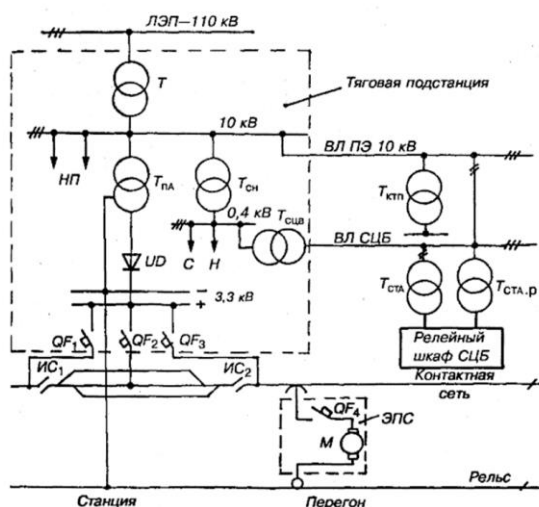 ЛЭП—110 кВ
Т
Тяговая подстанция
10 кВ
ВЛ ПЭ 10 кВ
НП
ТПА
ТСН
ТКТП
0,4 кВ
ТСЦБ
ВЛ СЦБ
С
Н
UD
ТСТА
ТСТА.р
−
3,3 кВ
+
Релейный
шкаф СЦБ
QF1
QF2
QF3
ИС1
ИС2
Контактная
сеть
QF4
ЭПС
М
Рельс
Станция
Перегон